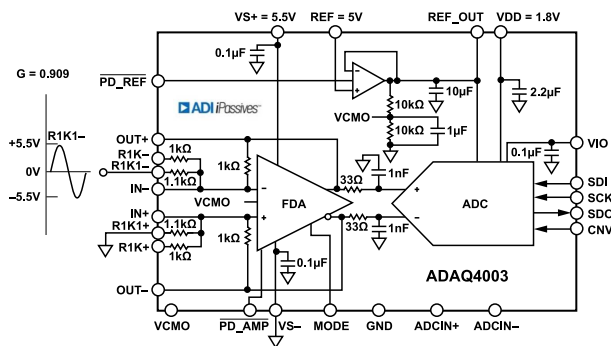 VS+ = 5.5V REF = 5V REF_OUT VDD = 1.8V
0.1µF
G = 0.909
PD_REF
10µF
2.2µF
ADI iPassives™
10kΩ
VCMO
10kΩ
1µF
R1K1–
+5.5V
0V
–5.5V
OUT+
1kΩ
R1K–
R1K1–
1.1kΩ
IN–
1kΩ
VIO
0.1µF
33Ω
1nF
–
+
–
VCMO
FDA
ADC
+
–
SDI
SCK
SDO
CNV
IN+
R1K1+
1.1kΩ
R1K+
1kΩ
1kΩ
33Ω
1nF
0.1µF
OUT–
ADAQ4003
VCMO PD_AMP VS– MODE GND ADCIN+ ADCIN–